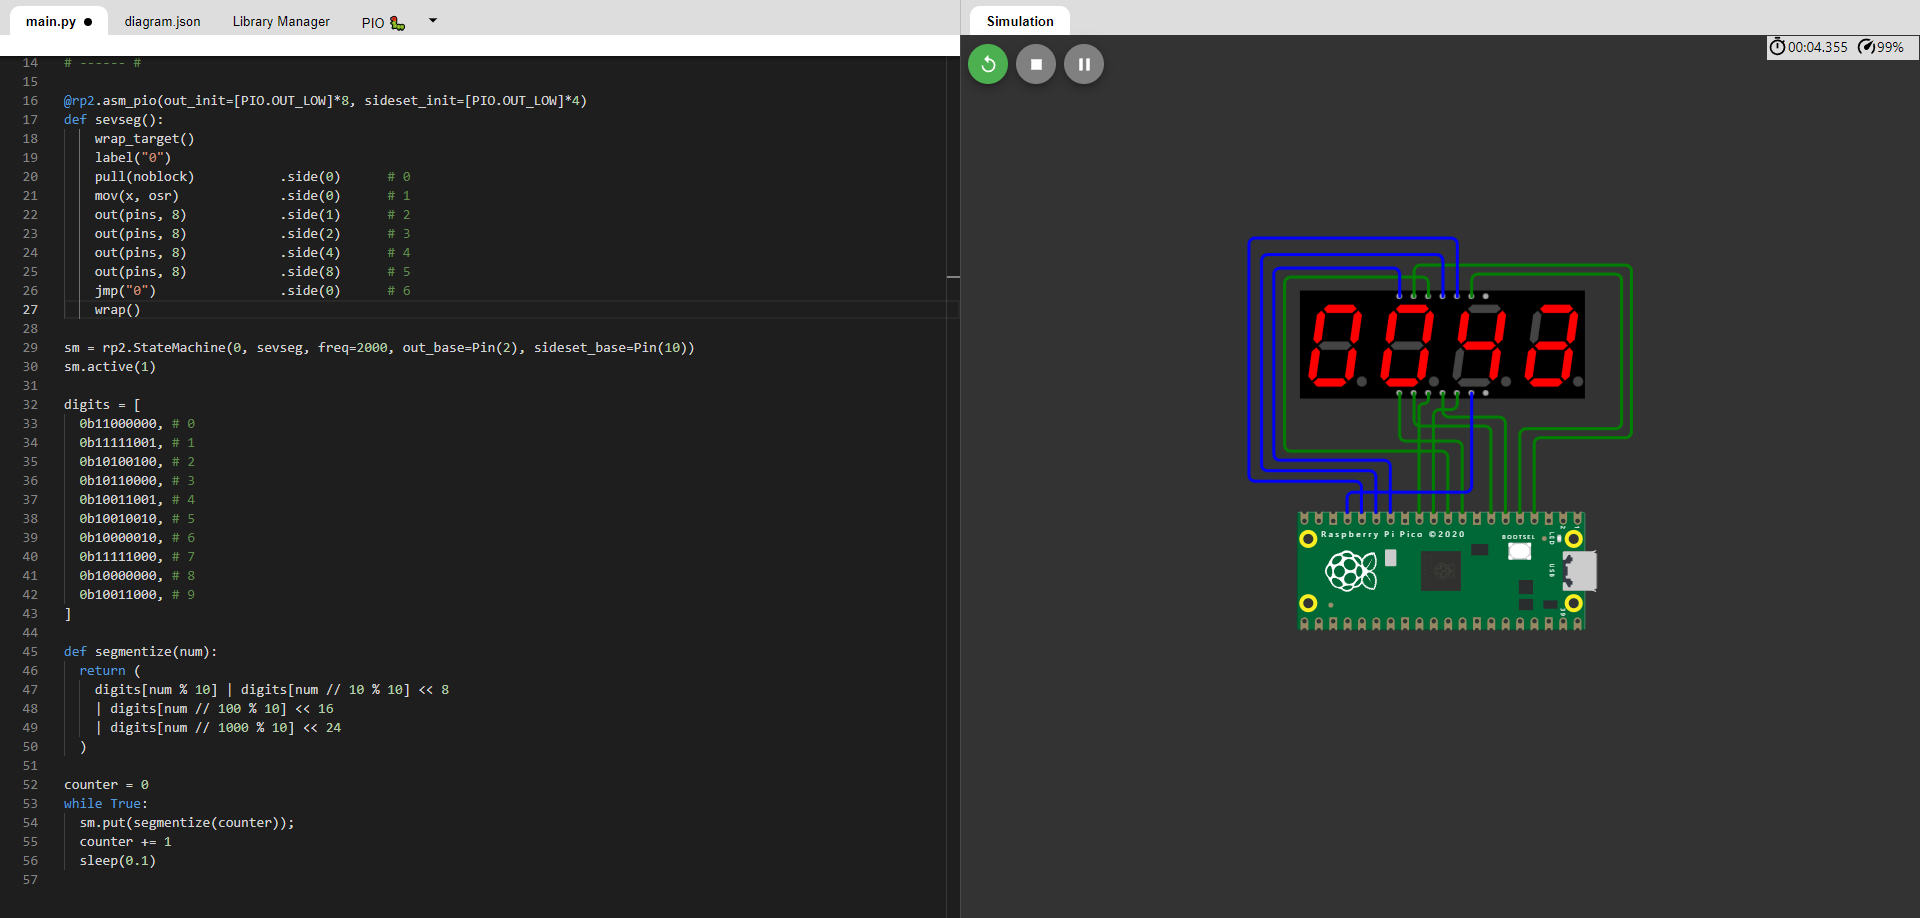 main.py ●
diagram.json
Library Manager
PIO
Simulation
00:04.355
99%
14 # ------ #
15
16 @rp2.asm_pio(out_init=[PIO.OUT_LOW]*8, sideset_init=[PIO.OUT_LOW]*4)
17 def sevseg():
18     wrap_target()
19     label("0")
20     pull(noblock)           .side(0)      # 0
21     mov(x, osr)             .side(0)      # 1
22     out(pins, 8)            .side(1)      # 2
23     out(pins, 8)            .side(2)      # 3
24     out(pins, 8)            .side(4)      # 4
25     out(pins, 8)            .side(8)      # 5
26     jmp("0")                .side(0)      # 6
27     wrap()
28
29 sm = rp2.StateMachine(0, sevseg, freq=2000, out_base=Pin(2), sideset_base=Pin(10))
30 sm.active(1)
31
32 digits = [
33   0b11000000, # 0
34   0b11111001, # 1
35   0b10100100, # 2
36   0b10110000, # 3
37   0b10011001, # 4
38   0b10010010, # 5
39   0b10000010, # 6
40   0b11111000, # 7
41   0b10000000, # 8
42   0b10011000, # 9
43 ]
44
45 def segmentize(num):
46   return (
47     digits[num % 10] | digits[num // 10 % 10] << 8
48     | digits[num // 100 % 10] << 16
49     | digits[num // 1000 % 10] << 24
50   )
51
52 counter = 0
53 while True:
54   sm.put(segmentize(counter));
55   counter += 1
56   sleep(0.1)
57
0043
Raspberry Pi Pico ©2020
BOOTSEL
LED
2
1
USB
39